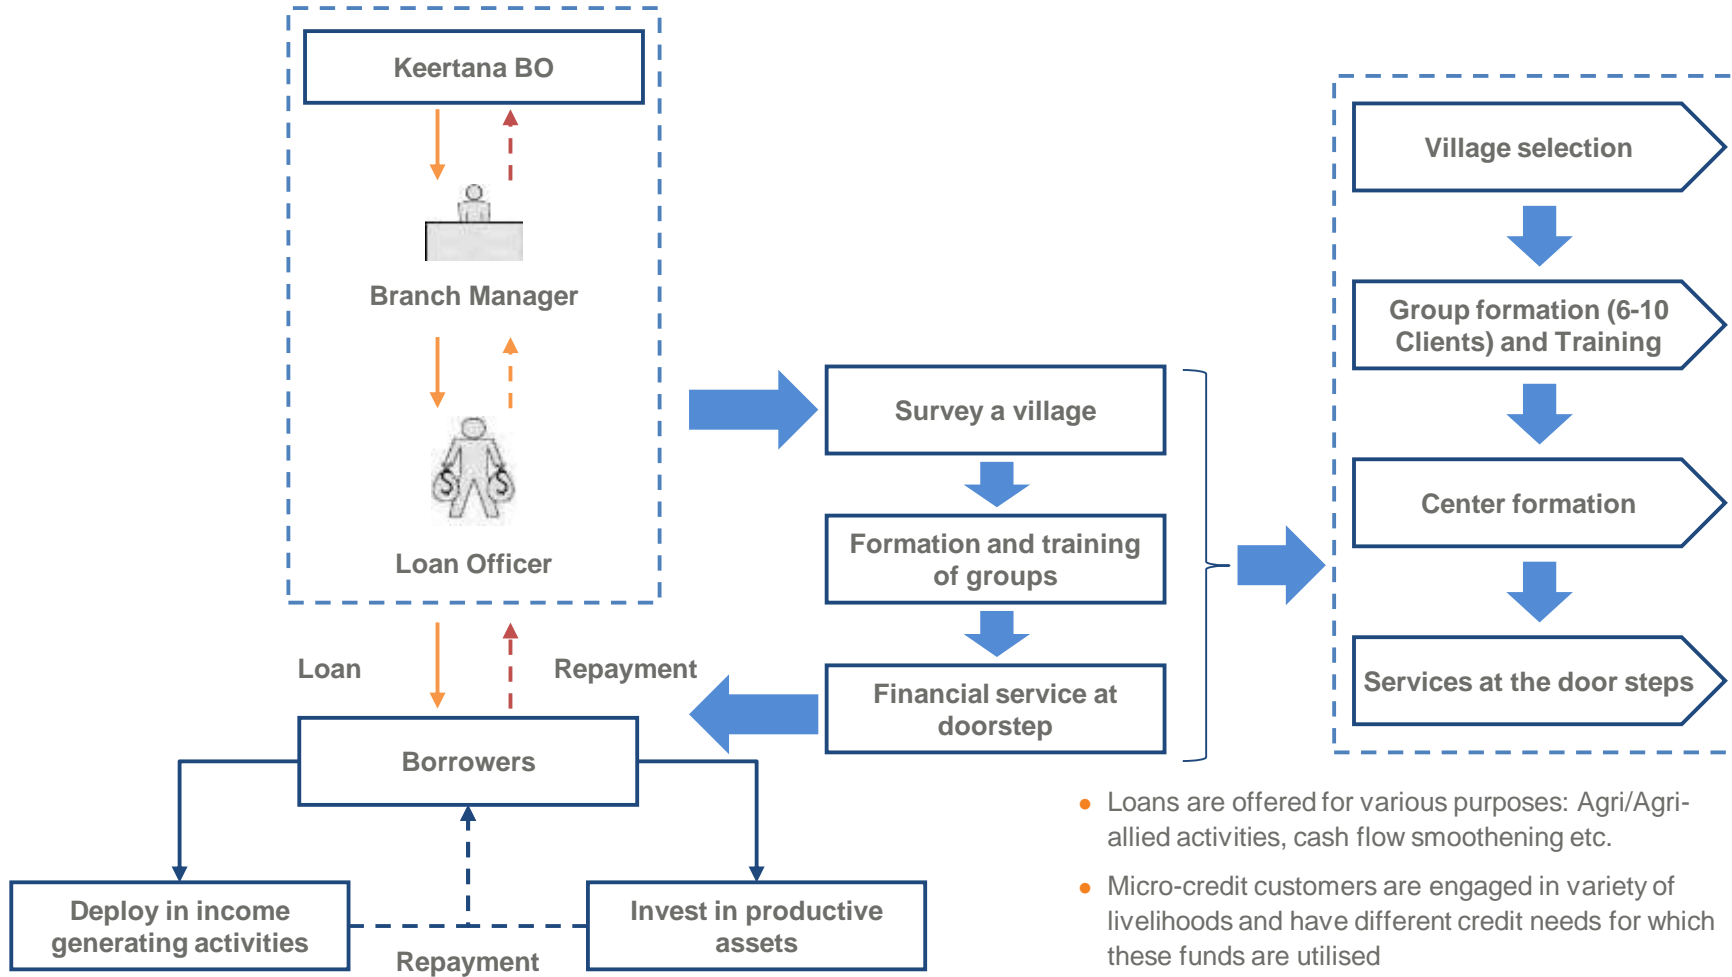 Keertana BO
Branch Manager
Loan Officer
Loan
Repayment
Borrowers
Deploy in income
generating activities
Invest in productive
assets
Repayment
Survey a village
Formation and training
of groups
Financial service at
doorstep
Village selection
Group formation (6-10
Clients) and Training
Center formation
Services at the door steps
• Loans are offered for various purposes: Agri/Agri-
allied activities, cash flow smoothening etc.
• Micro-credit customers are engaged in variety of
livelihoods and have different credit needs for which
these funds are utilised
$ $